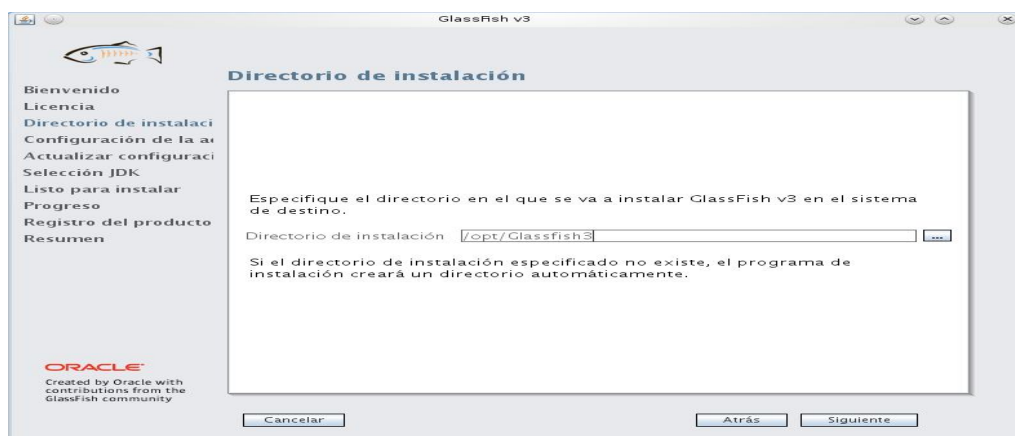 GlassFish v3
Directorio de instalación
Bienvenido
Licencia
Directorio de instalaci
Configuración de la a
Actualizar configuraci
Selección JDK
Listo para instalar
Progreso
Registro del producto
Resumen
Especifique el directorio en el que se va a instalar GlassFish v3 en el sistema
de destino.
Directorio de instalación /opt/Glassfish3 ...
Si el directorio de instalación especificado no existe, el programa de
instalación creará un directorio automáticamente.
ORACLE
Created by Oracle with
contributions from the
GlassFish community
Cancelar Atrás Siguiente